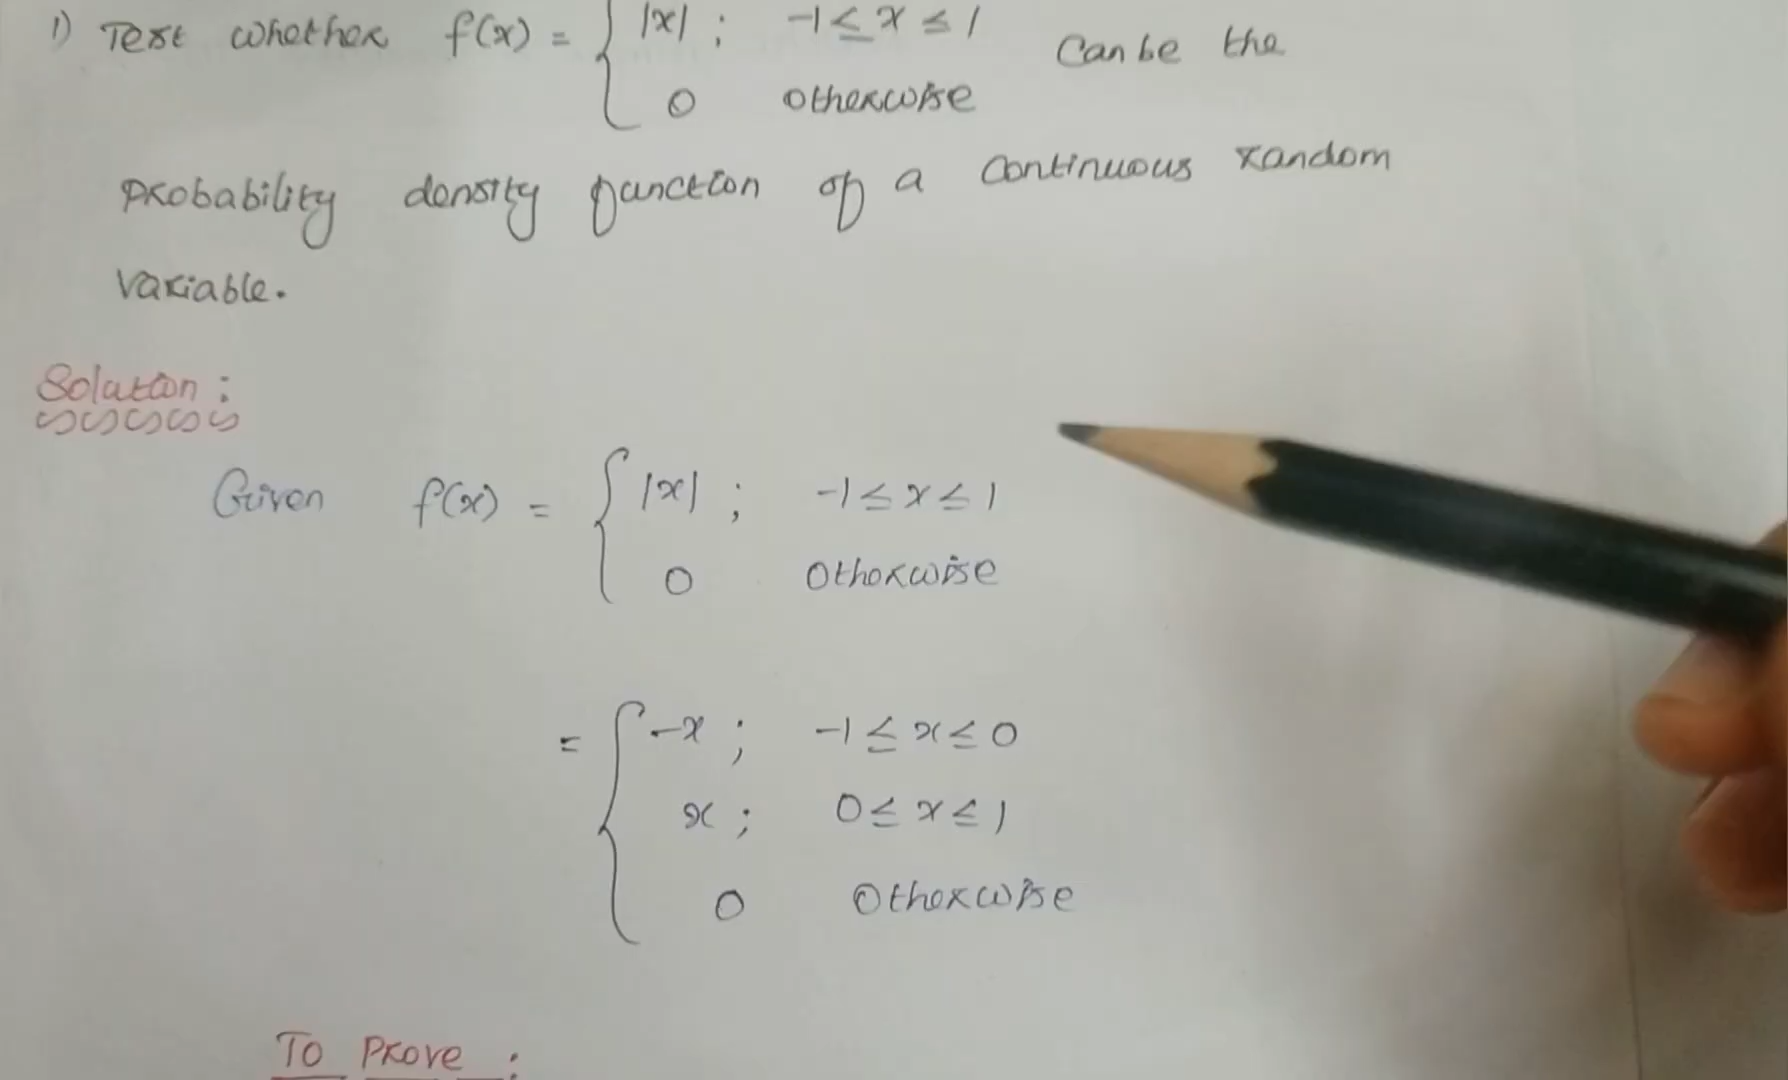 1) Test whether f(x) = { |x| ; -1 ≤ x ≤ 1 Can be the
0 otherwise
probability density function of a continuous random
variable.
Solution :
Given f(x) = { |x| ; -1 ≤ x ≤ 1
0 otherwise
= { -x ; -1 ≤ x ≤ 0
x ; 0 ≤ x ≤ 1
0 otherwise
To Prove :